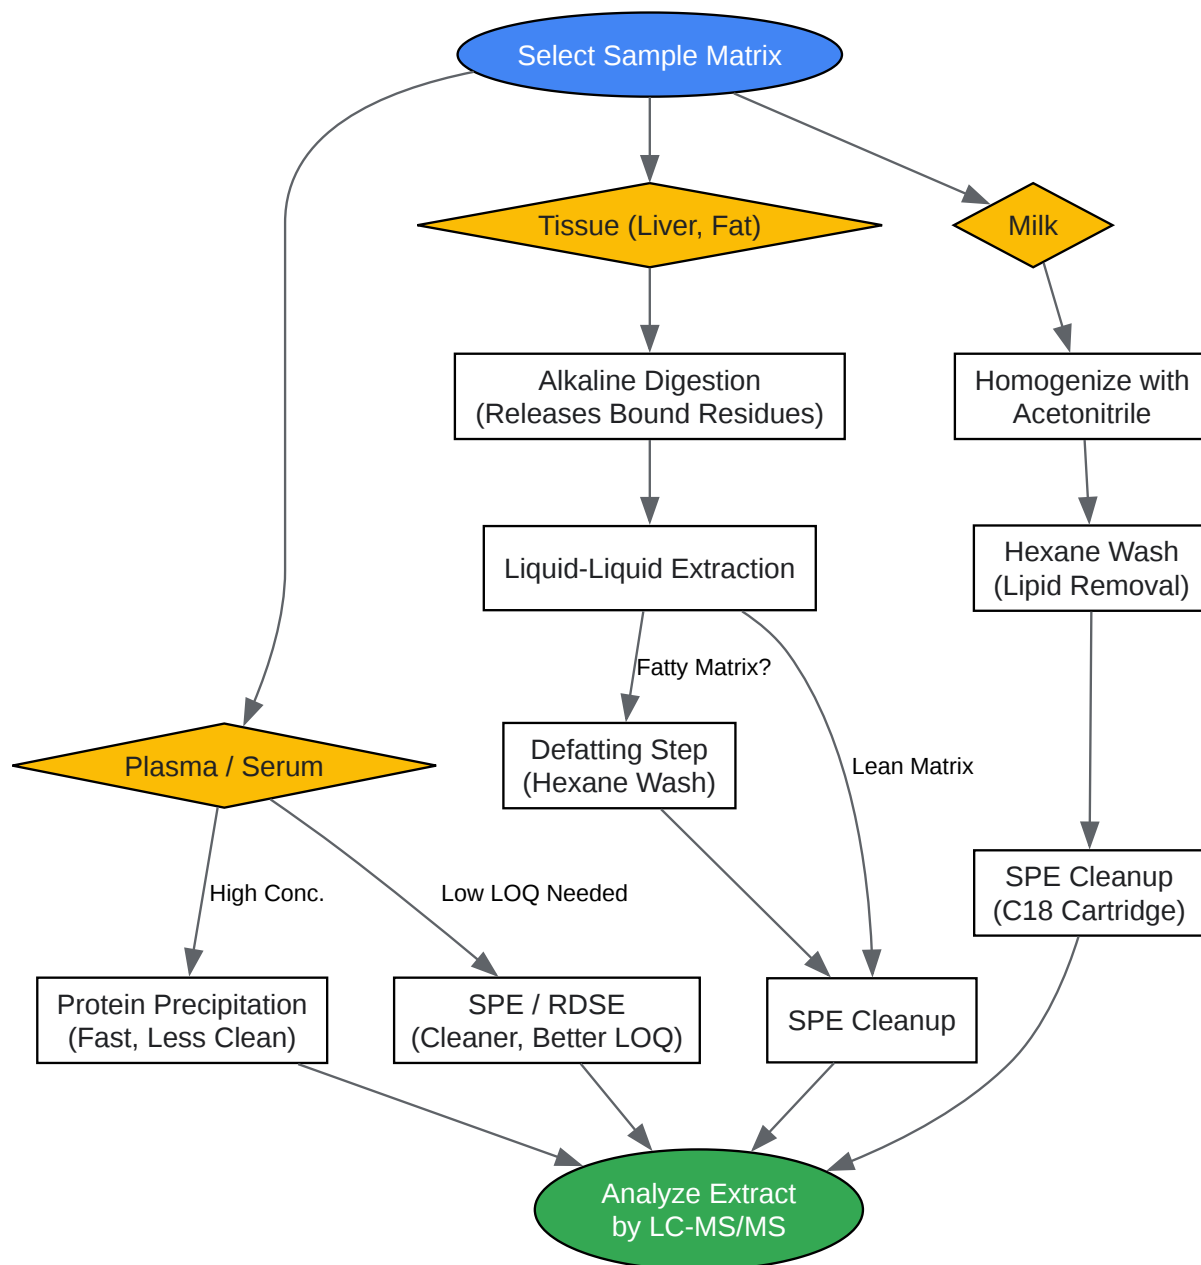 Select Sample Matrix
Tissue (Liver, Fat)
Milk
Alkaline Digestion
(Releases Bound Residues)
Homogenize with
Acetonitrile
Liquid-Liquid Extraction
Hexane Wash
(Lipid Removal)
Fatty Matrix?
Defatting Step
(Hexane Wash)
Lean Matrix
Plasma / Serum
High Conc.
Low LOQ Needed
SPE Cleanup
(C18 Cartridge)
Protein Precipitation
(Fast, Less Clean)
SPE / RDSE
(Cleaner, Better LOQ)
SPE Cleanup
Analyze Extract
by LC-MS/MS